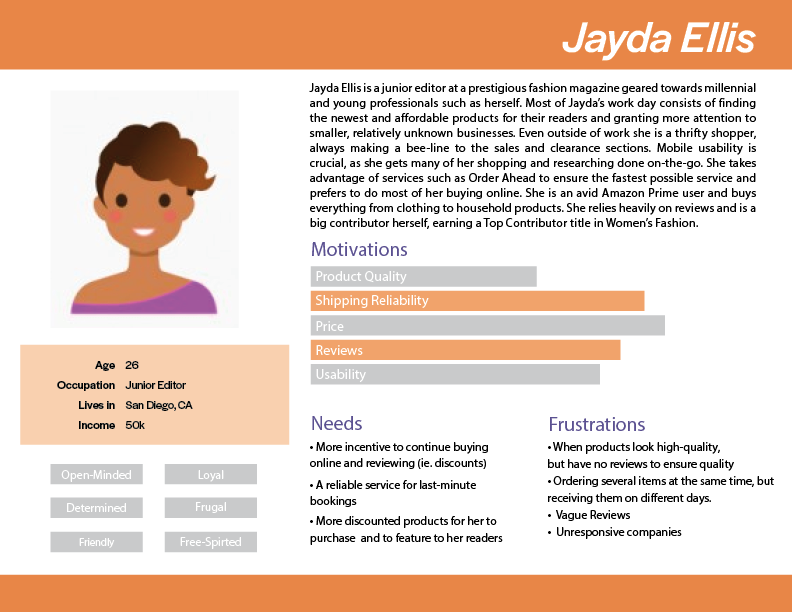 Jayda Ellis
Jayda Ellis is a junior editor at a prestigious fashion magazine geared towards millennial
and young professionals such as herself. Most of Jayda's work day consists of finding
the newest and affordable products for their readers and granting more attention to
smaller, relatively unknown businesses. Even outside of work she is a thrifty shopper,
always making a bee-line to the sales and clearance sections. Mobile usability is
crucial, as she gets many of her shopping and researching done on-the-go. She takes
advantage of services such as Order Ahead to ensure the fastest possible service and
prefers to do most of her buying online. She is an avid Amazon Prime user and buys
everything from clothing to household products. She relies heavily on reviews and is a
big contributor herself, earning a Top Contributor title in Women's Fashion.
Motivations
Product Quality
Shipping Reliability
Price
Reviews
Usability
Age 26
Occupation Junior Editor
Lives in San Diego, CA
Income 50k
Open-Minded Loyal
Determined Frugal
Friendly Free-Spirted
Needs
• More incentive to continue buying
online and reviewing (ie. discounts)
• A reliable service for last-minute
bookings
• More discounted products for her to
purchase and to feature to her readers
Frustrations
• When products look high-quality,
but have no reviews to ensure quality
• Ordering several items at the same time, but
receiving them on different days.
• Vague Reviews
• Unresponsive companies